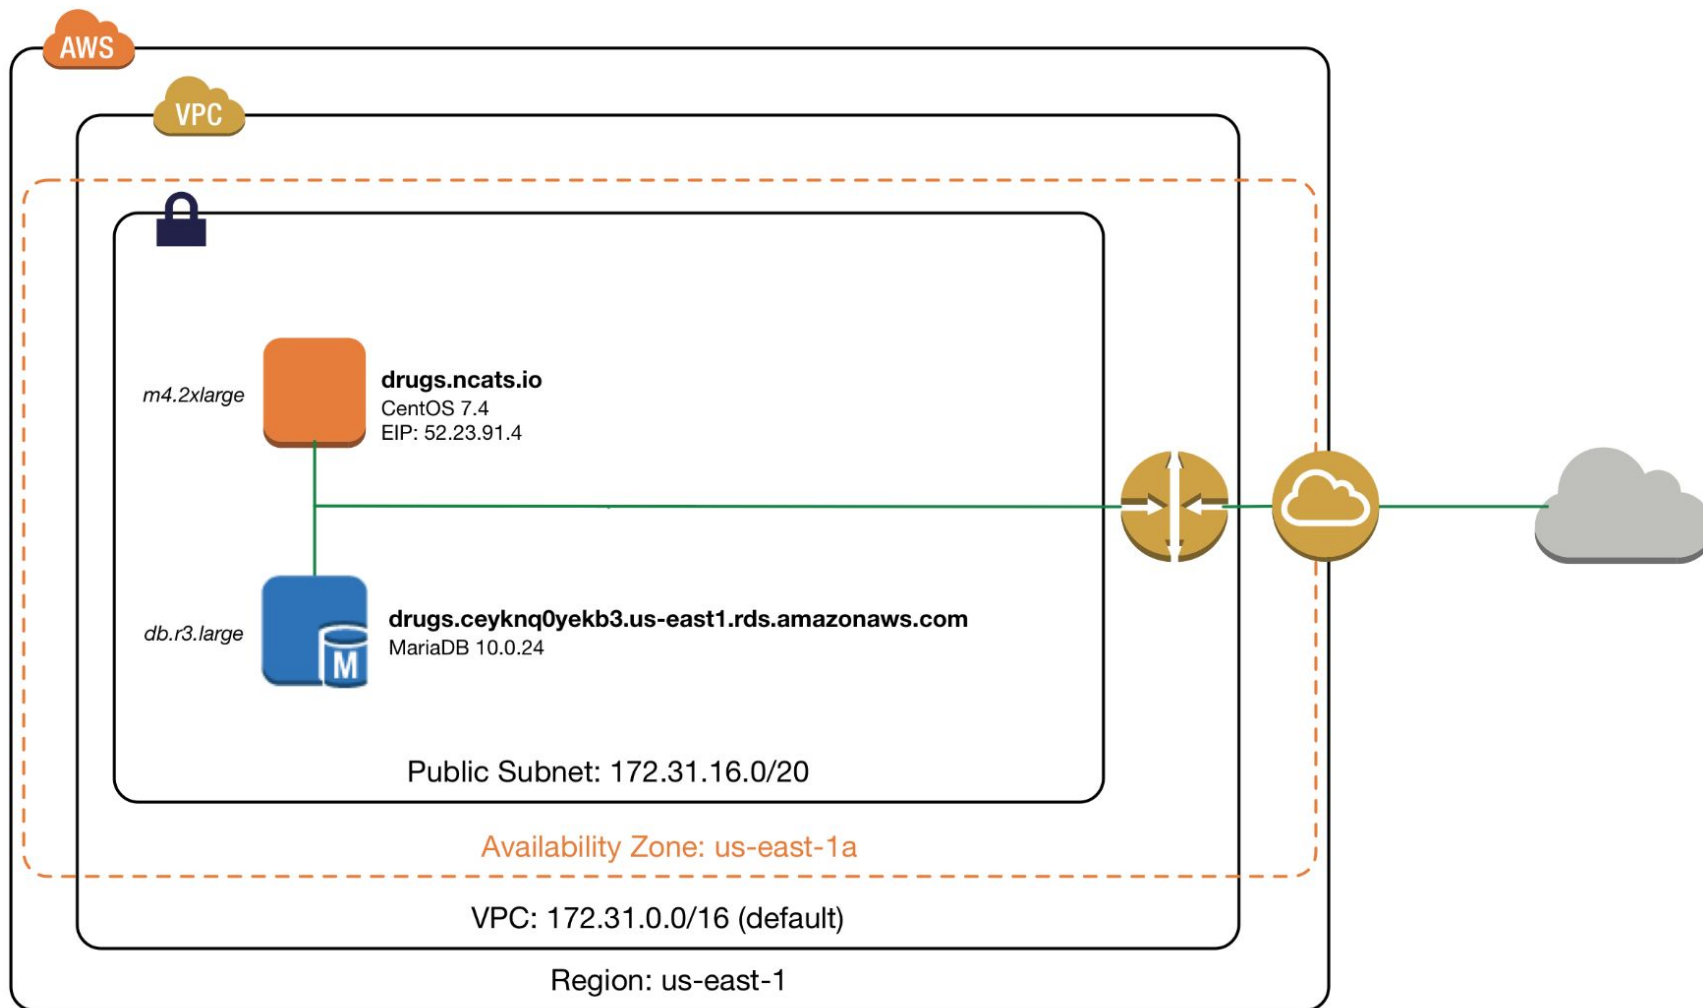 AWS
VPC
m4.2xlarge
drugs.ncats.io
CentOS 7.4
EIP: 52.23.91.4
db.r3.large
M
drugs.ceyknq0yekb3.us-east1.rds.amazonaws.com
MariaDB 10.0.24
Public Subnet: 172.31.16.0/20
Availability Zone: us-east-1a
VPC: 172.31.0.0/16 (default)
Region: us-east-1